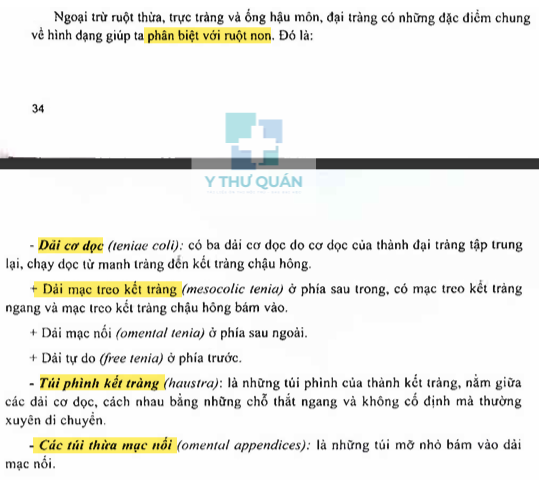 Ngoại trừ ruột thừa, trực tràng và ống hậu môn, đại tràng có những đặc điểm chung
về hình dạng giúp ta phân biệt với ruột non. Đó là:
34
Y THƯ QUÁN
- Dải cơ dọc (teniae coli): có ba dải cơ dọc do cơ dọc của thành đại tràng tập trung
lại, chạy dọc từ manh tràng đến kết tràng chậu hông.
+ Dải mạc treo kết tràng (mesocolic tenia) ở phía sau trong, có mạc treo kết tràng
ngang và mạc treo kết tràng chậu hông bám vào.
+ Dải mạc nối (omental tenia) ở phía sau ngoài.
+ Dải tự do (free tenia) ở phía trước.
- Túi phình kết tràng (haustra): là những túi phình của thành kết tràng, nằm giữa
các dải cơ dọc, cách nhau bằng những chỗ thắt ngang và không cố định mà thường
xuyên di chuyển.
- Các túi thừa mạc nối (omental appendices): là những túi mỡ nhỏ bám vào dải
mạc nối.